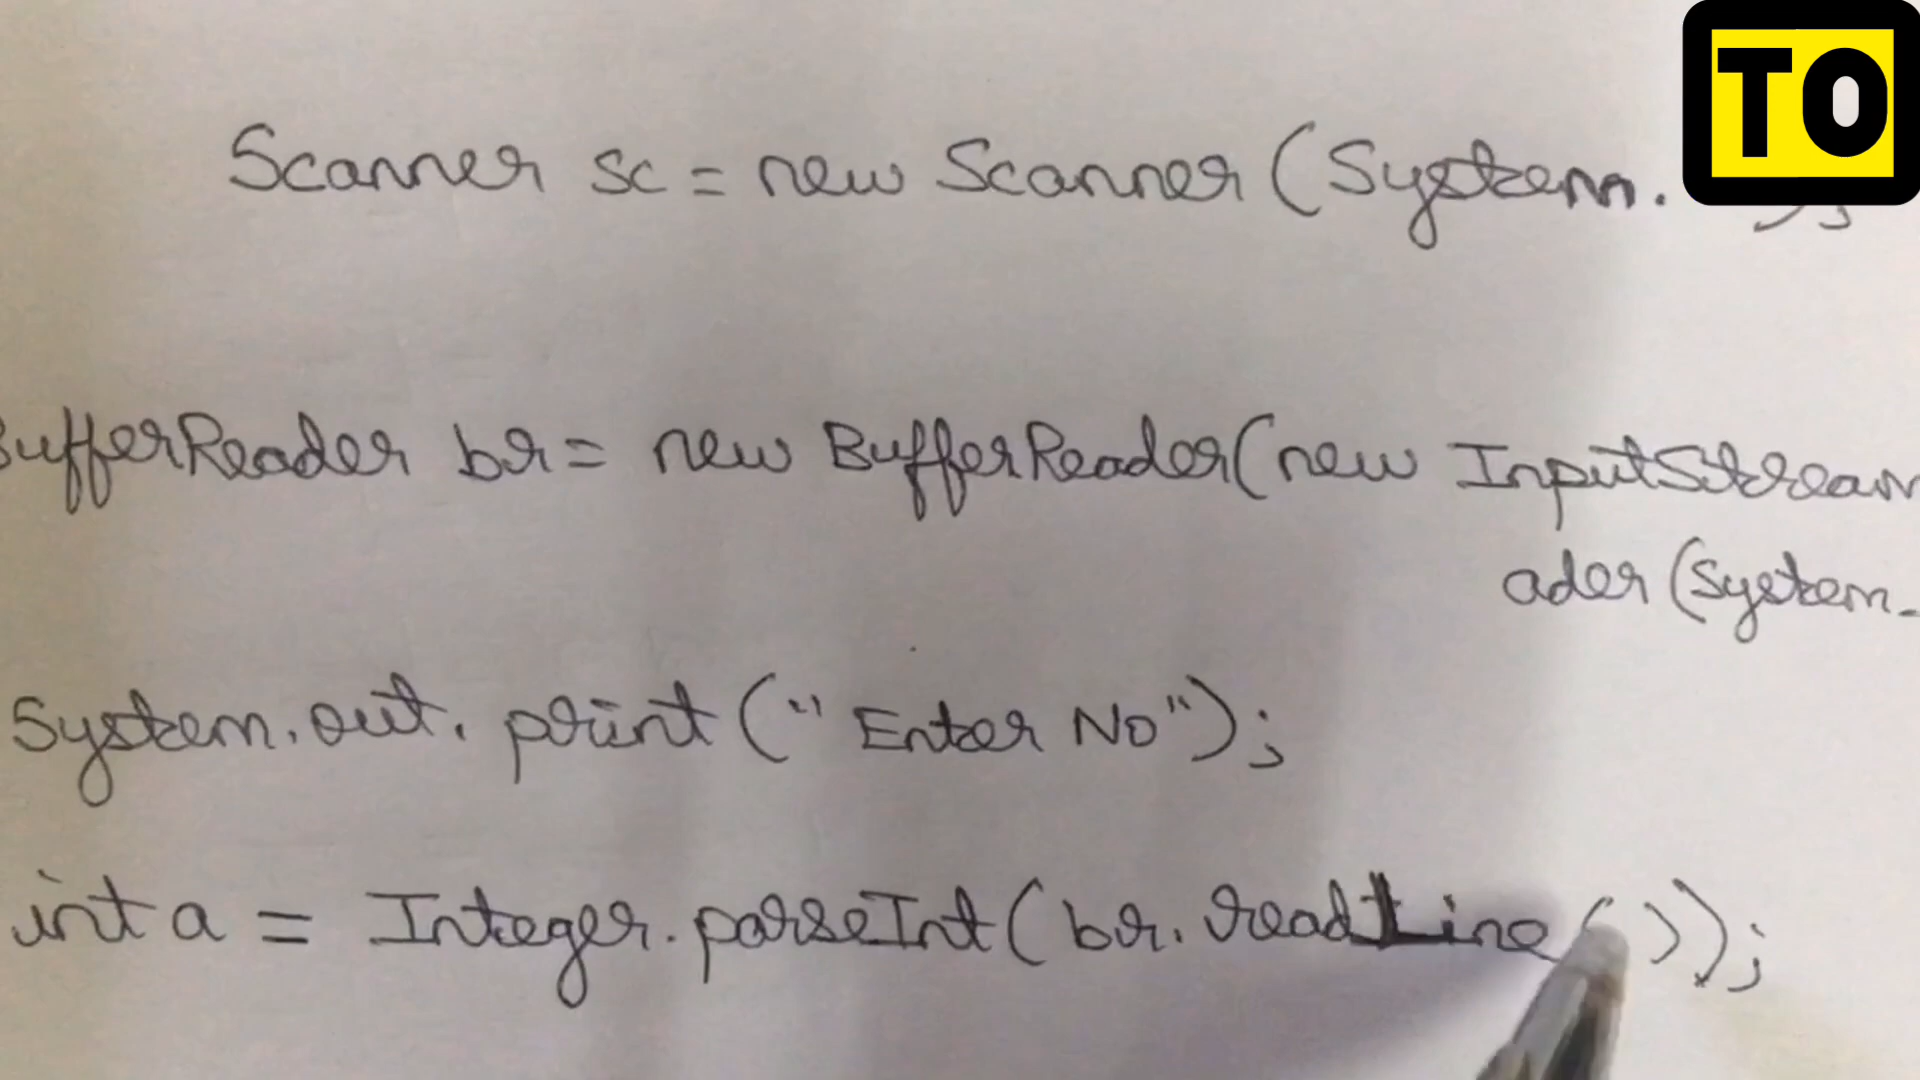 TO
Scanner sc = new Scanner (System.
BufferReader br = new BufferReader(new InputStream
ader (System.
System.out.print ("Enter No");
int a = Integer.parseInt (br.readLine());